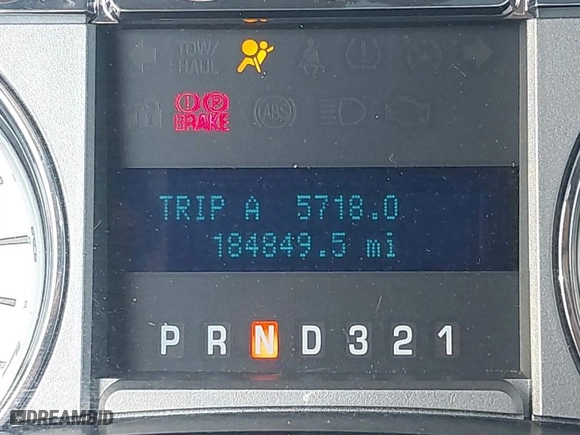 TOW/
HAUL
BRAKE
ABS
TRIP A 5718.0
184849.5 mi
P R N D 3 2 1
DREAMBID